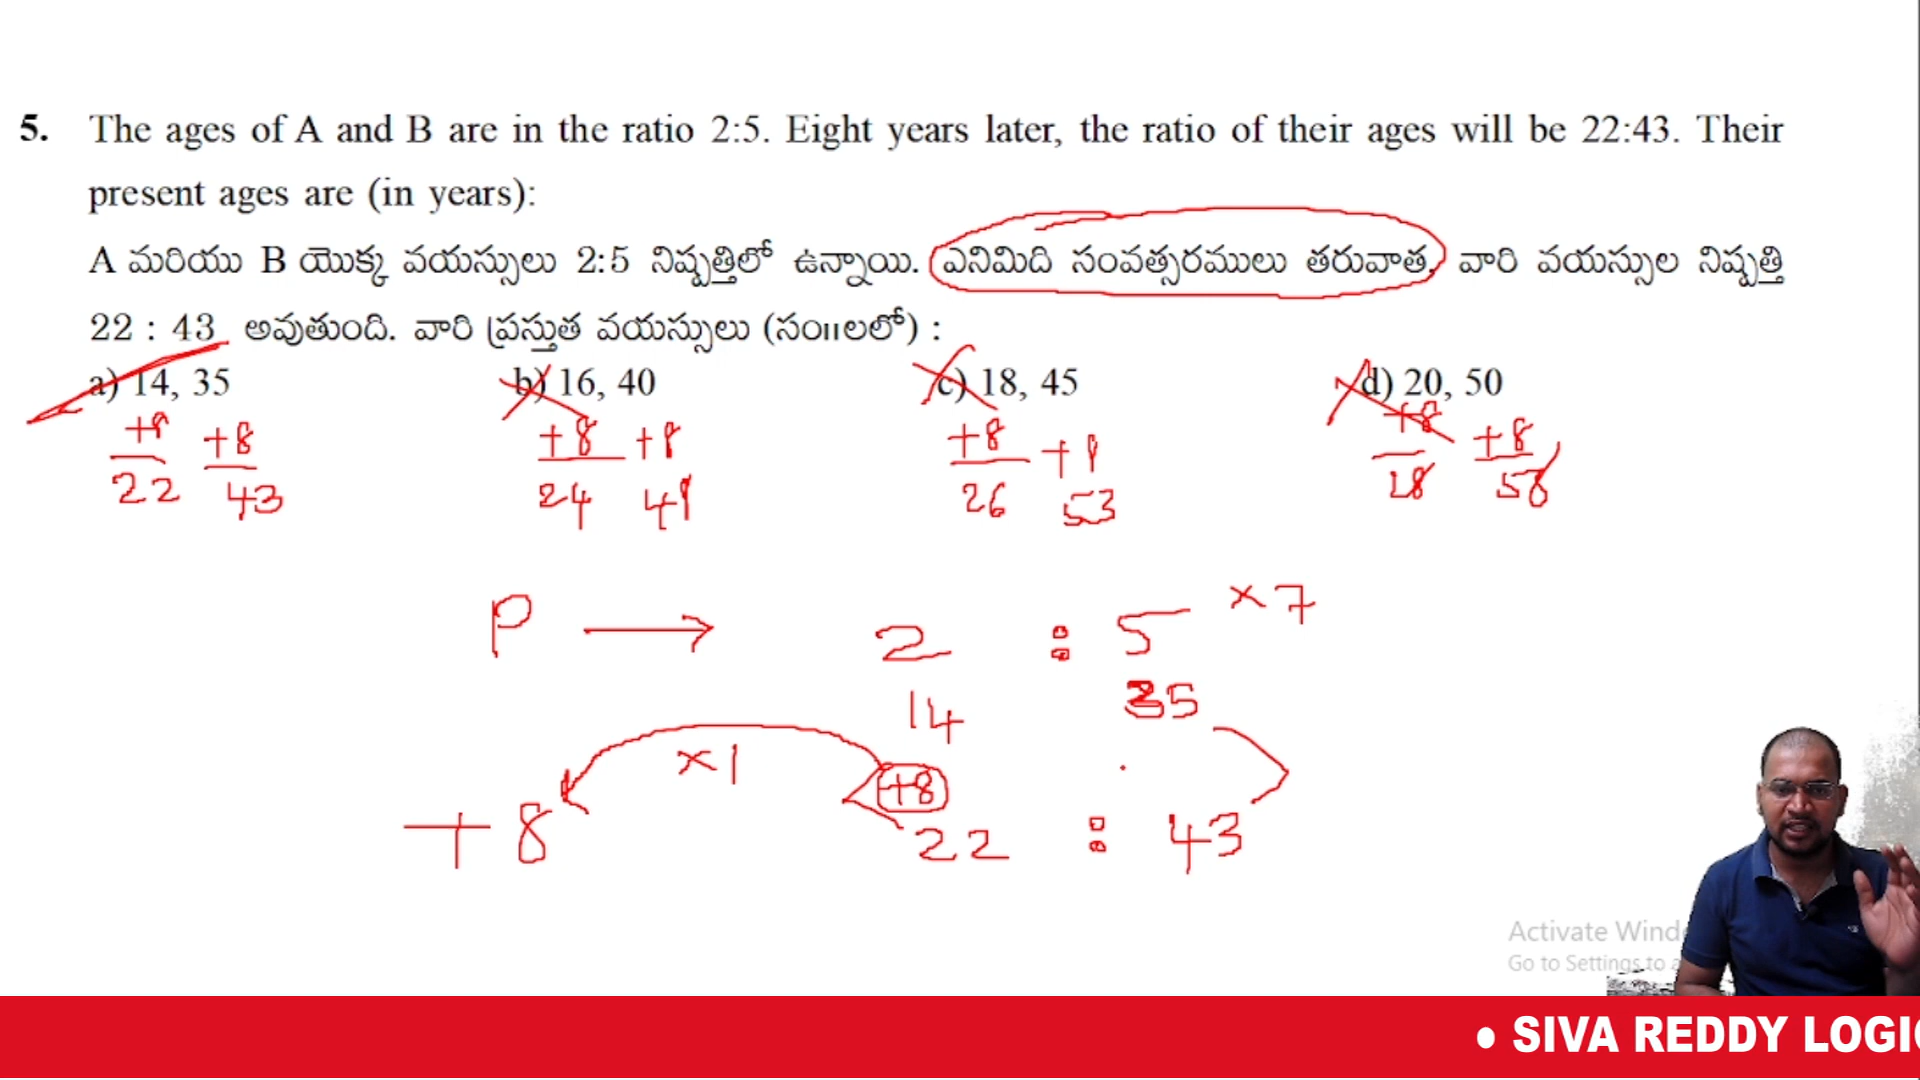 5. The ages of A and B are in the ratio 2:5. Eight years later, the ratio of their ages will be 22:43. Their
present ages are (in years):
A మరియు B యొక్క వయస్సులు 2:5 నిష్పత్తిలో ఉన్నాయి. ఎనిమిది సంవత్సరములు తరువాత, వారి వయస్సుల నిష్పత్తి
22 : 43 అవుతుంది. వారి ప్రస్తుత వయస్సులు (సం॥లలో) :
a) 14, 35 b) 16, 40 c) 18, 45 d) 20, 50
+8 +8 +8 +8 +8 +8 +8 +8
22 43 24 26 53
P → 2 : 5 ×7
14 35
×1 +8
+8 22 : 43
Activate Wind
Go to Settings to a
• SIVA REDDY LOGI